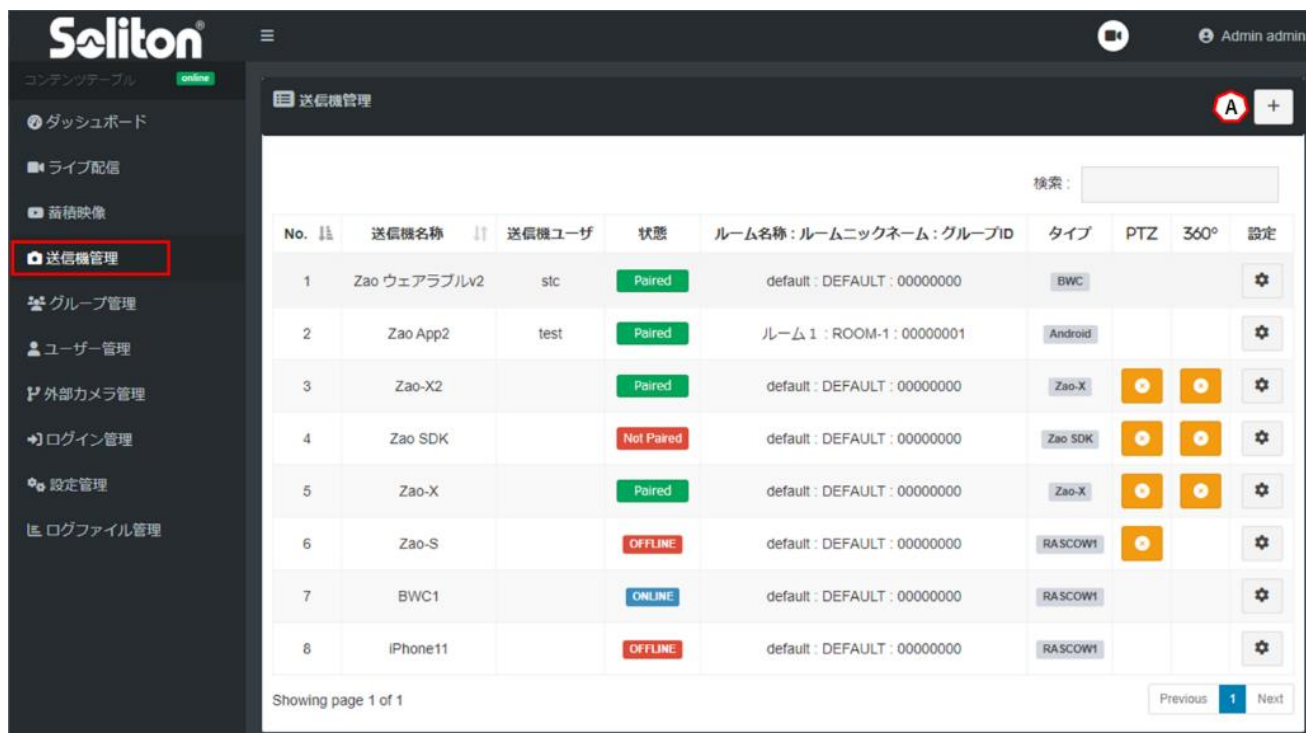 Soliton®
Admin admin
コンテンツテーブル online
送信機管理
A +
ダッシュボード
ライブ配信
蓄積映像
送信機管理
グループ管理
ユーザー管理
外部カメラ管理
ログイン管理
設定管理
ログファイル管理
検索 :
No. 送信機名称 送信機ユーザ 状態 ルーム名称 : ルームニックネーム : グループID タイプ PTZ 360° 設定
1 Zao ウェアラブルv2 stc Paired default : DEFAULT : 00000000 BWC
2 Zao App2 test Paired ルーム１ : ROOM-1 : 00000001 Android
3 Zao-X2 Paired default : DEFAULT : 00000000 Zao-X
4 Zao SDK Not Paired default : DEFAULT : 00000000 Zao SDK
5 Zao-X Paired default : DEFAULT : 00000000 Zao-X
6 Zao-S OFFLINE default : DEFAULT : 00000000 RASCOW1
7 BWC1 ONLINE default : DEFAULT : 00000000 RASCOW1
8 iPhone11 OFFLINE default : DEFAULT : 00000000 RASCOW1
Showing page 1 of 1
Previous 1 Next